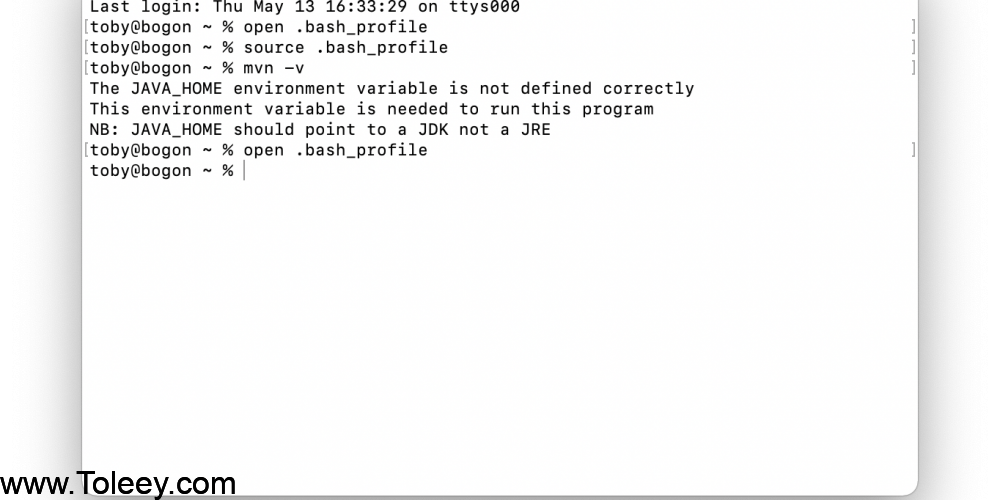 Last login: Thu May 13 16:33:29 on ttys000
[toby@bogon ~ % open .bash_profile ]
[toby@bogon ~ % source .bash_profile ]
[toby@bogon ~ % mvn -v ]
The JAVA_HOME environment variable is not defined correctly
This environment variable is needed to run this program
NB: JAVA_HOME should point to a JDK not a JRE
[toby@bogon ~ % open .bash_profile ]
toby@bogon ~ %
www.Toleey.com